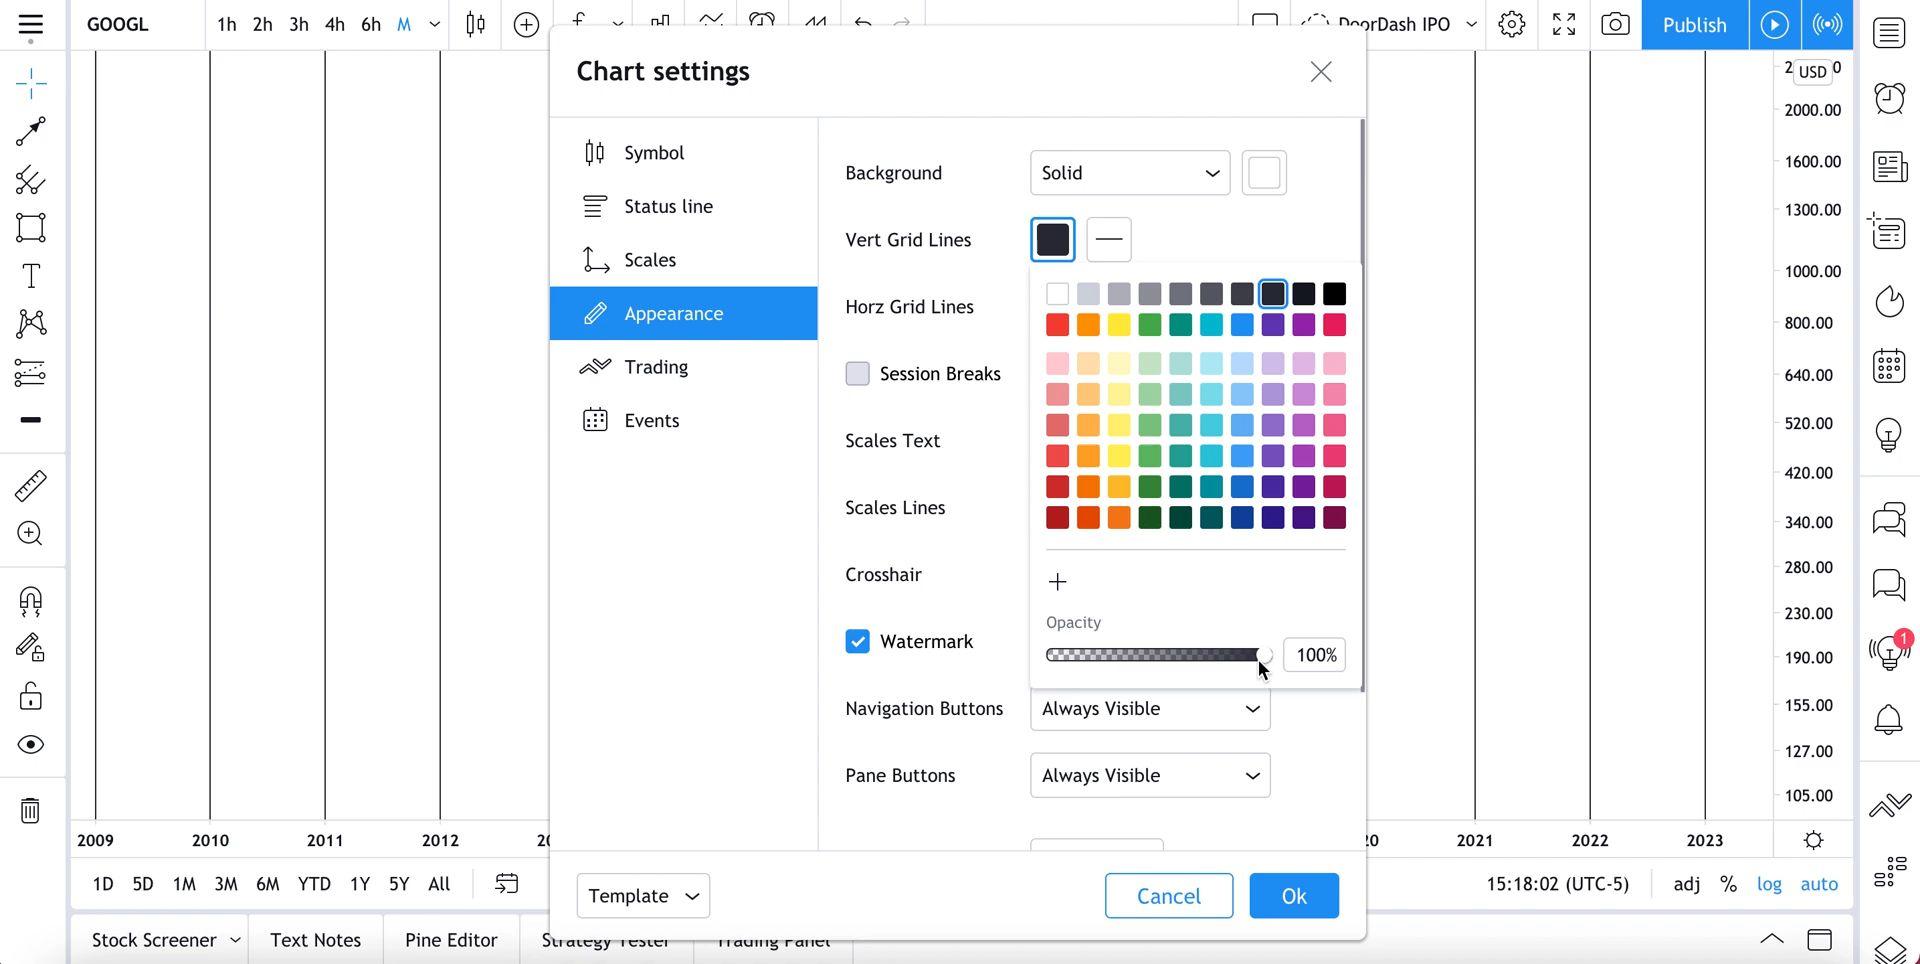 GOOGL 1h 2h 3h 4h 6h M DoorDash IPO Publish
Chart settings
USD
2000.00
1600.00
1300.00
1000.00
800.00
640.00
520.00
420.00
340.00
280.00
230.00
190.00
155.00
127.00
105.00
Symbol
Status line
Scales
Appearance
Trading
Events
Background Solid
Vert Grid Lines
Horz Grid Lines
Session Breaks
Scales Text
Scales Lines
Crosshair
Opacity
100%
Watermark
Navigation Buttons Always Visible
Pane Buttons Always Visible
1
T
2009 2010 2011 2012 2021 2022 2023
1D 5D 1M 3M 6M YTD 1Y 5Y All 15:18:02 (UTC-5) adj % log auto
Template Cancel Ok
Stock Screener Text Notes Pine Editor Strategy Tester Trading Panel